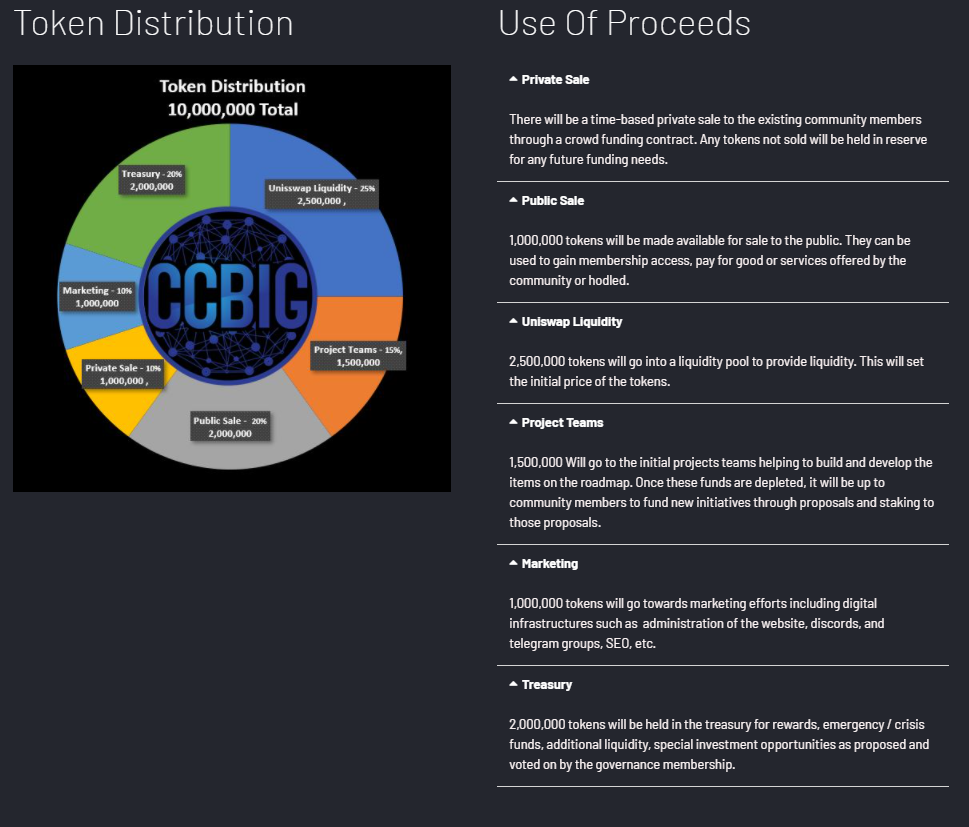 Token Distribution
Token Distribution
10,000,000 Total
Treasury - 20%
2,000,000
Unisswap Liquidity - 25%
2,500,000 ,
CCBIG
Marketing - 10%
1,000,000
Project Teams - 15%,
1,500,000
Private Sale - 10%
1,000,000 ,
Public Sale - 20%
2,000,000
Use Of Proceeds
Private Sale
There will be a time-based private sale to the existing community members
through a crowd funding contract. Any tokens not sold will be held in reserve
for any future funding needs.
Public Sale
1,000,000 tokens will be made available for sale to the public. They can be
used to gain membership access, pay for good or services offered by the
community or hodled.
Uniswap Liquidity
2,500,000 tokens will go into a liquidity pool to provide liquidity. This will set
the initial price of the tokens.
Project Teams
1,500,000 Will go to the initial projects teams helping to build and develop the
items on the roadmap. Once these funds are depleted, it will be up to
community members to fund new initiatives through proposals and staking to
those proposals.
Marketing
1,000,000 tokens will go towards marketing efforts including digital
infrastructures such as  administration of the website, discords, and
telegram groups, SEO, etc.
Treasury
2,000,000 tokens will be held in the treasury for rewards, emergency / crisis
funds, additional liquidity, special investment opportunities as proposed and
voted on by the governance membership.